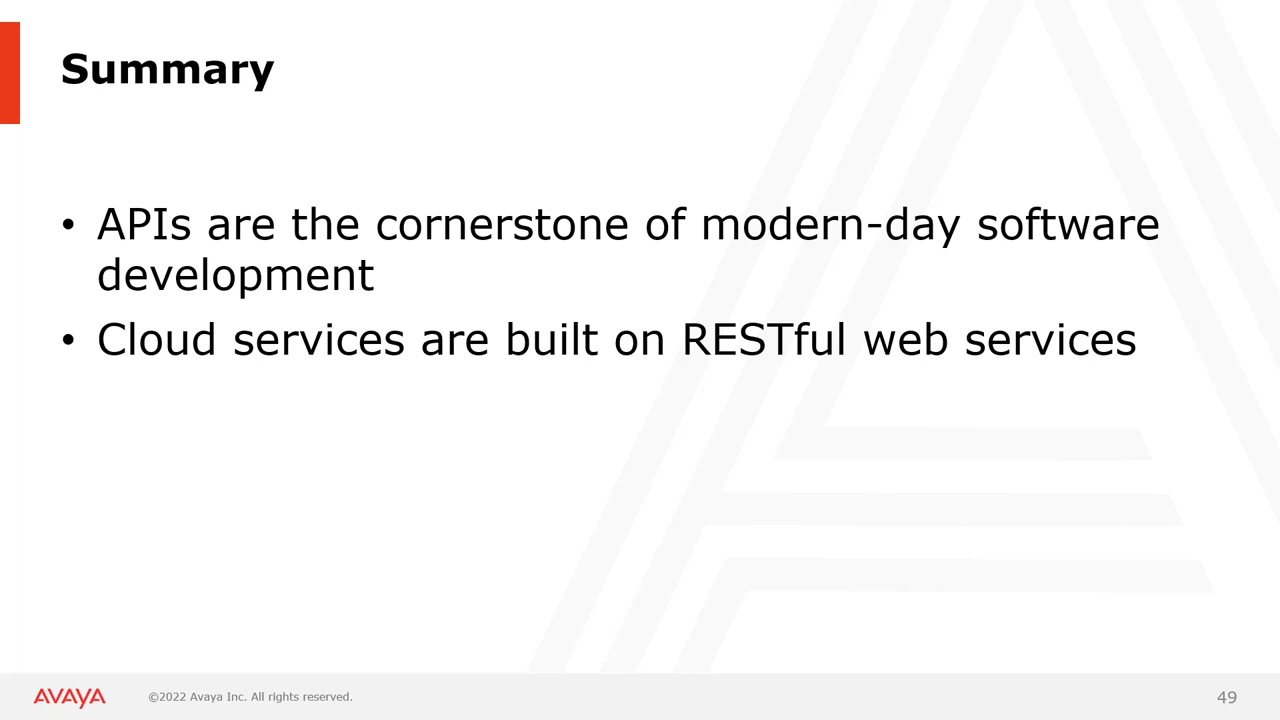 Summary
• APIs are the cornerstone of modern-day software
development
• Cloud services are built on RESTful web services
AVAYA
©2022 Avaya Inc. All rights reserved.
49